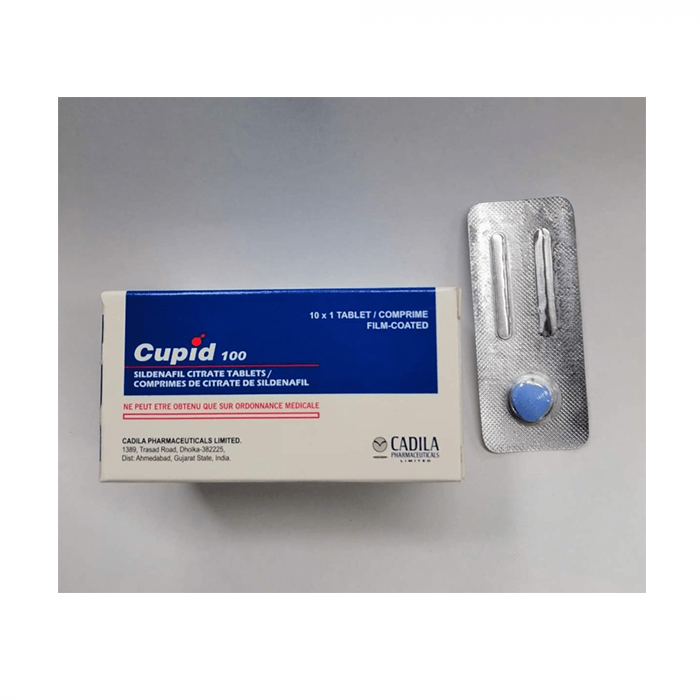 10 x 1 TABLET / COMPRIME
FILM-COATED
Cupid 100
SILDENAFIL CITRATE TABLETS /
COMPRIMES DE CITRATE DE SILDENAFIL
NE PEUT ETRE OBTENU QUE SUR ORDONNANCE MEDICALE
CADILA PHARMACEUTICALS LIMITED.
1389, Trasad Road, Dholka-382225,
Dist: Ahmedabad, Gujarat State, India.
CADILA
PHARMACEUTICALS
LIMITED